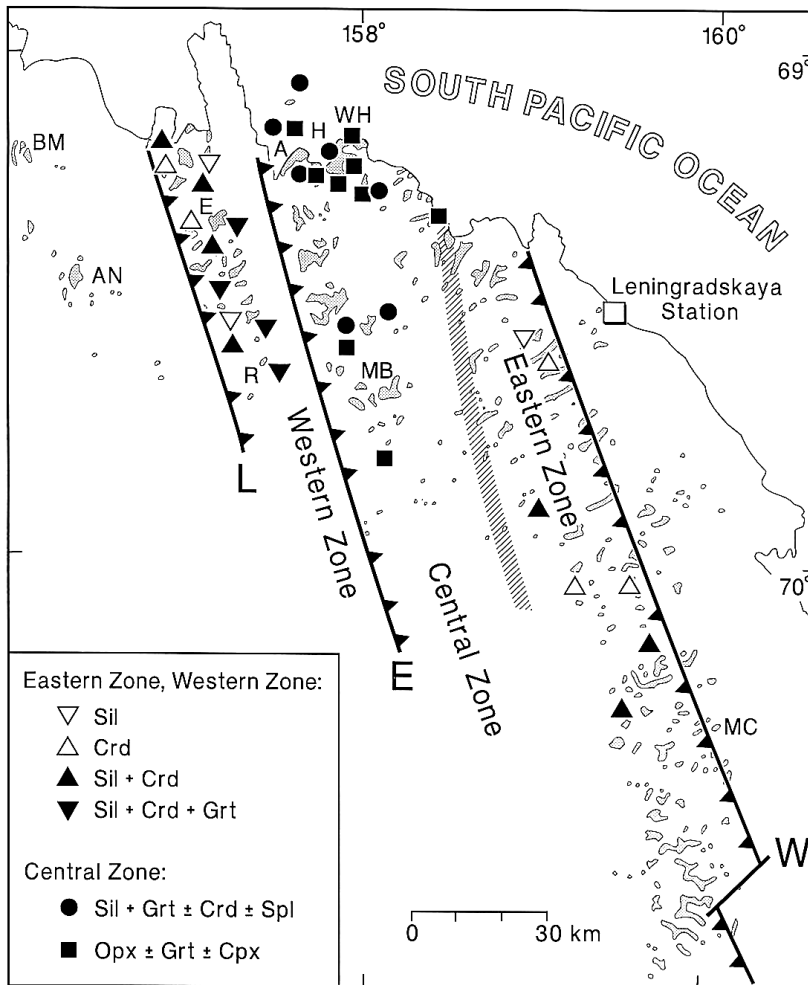 158°
160°
69°
SOUTH PACIFIC OCEAN
BM
A
H
WH
E
AN
Leningradskaya
Station
R
MB
L
Western Zone
Central Zone
Eastern Zone
E
70°
MC
W
Eastern Zone, Western Zone:
Sil
Crd
Sil + Crd
Sil + Crd + Grt
Central Zone:
Sil + Grt ± Crd ± Spl
Opx ± Grt ± Cpx
0 30 km